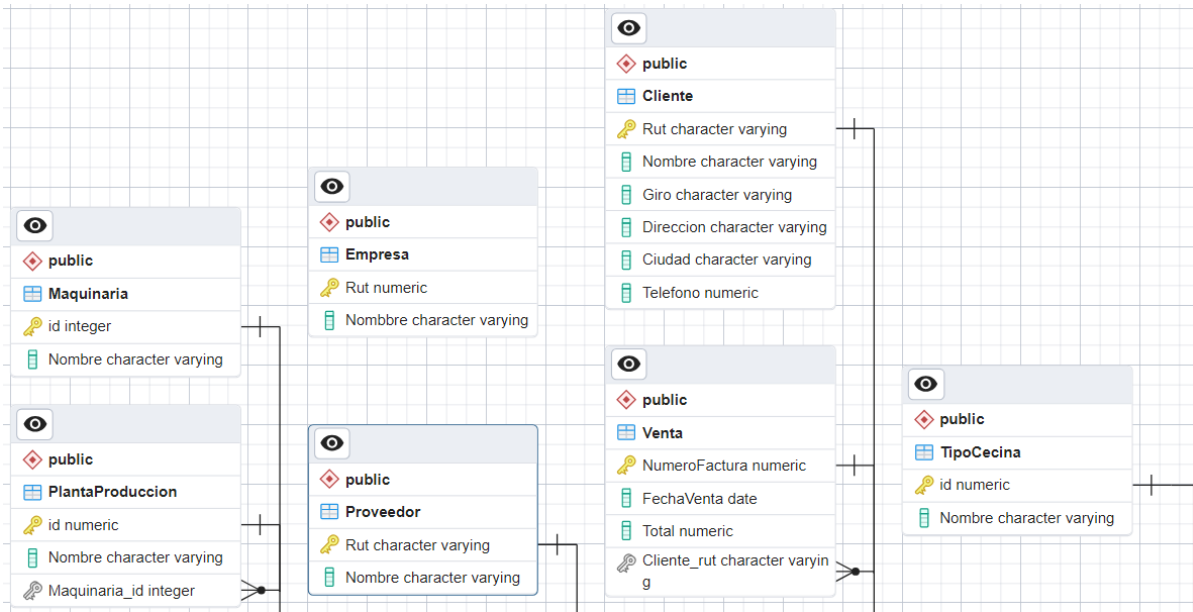 public
Cliente
Rut character varying
Nombre character varying
Giro character varying
Direccion character varying
Ciudad character varying
Telefono numeric
public
Empresa
Rut numeric
Nombbre character varying
public
Maquinaria
id integer
Nombre character varying
public
Venta
NumeroFactura numeric
FechaVenta date
Total numeric
Cliente_rut character varyin
g
public
TipoCecina
id numeric
Nombre character varying
public
PlantaProduccion
id numeric
Nombre character varying
Maquinaria_id integer
public
Proveedor
Rut character varying
Nombre character varying